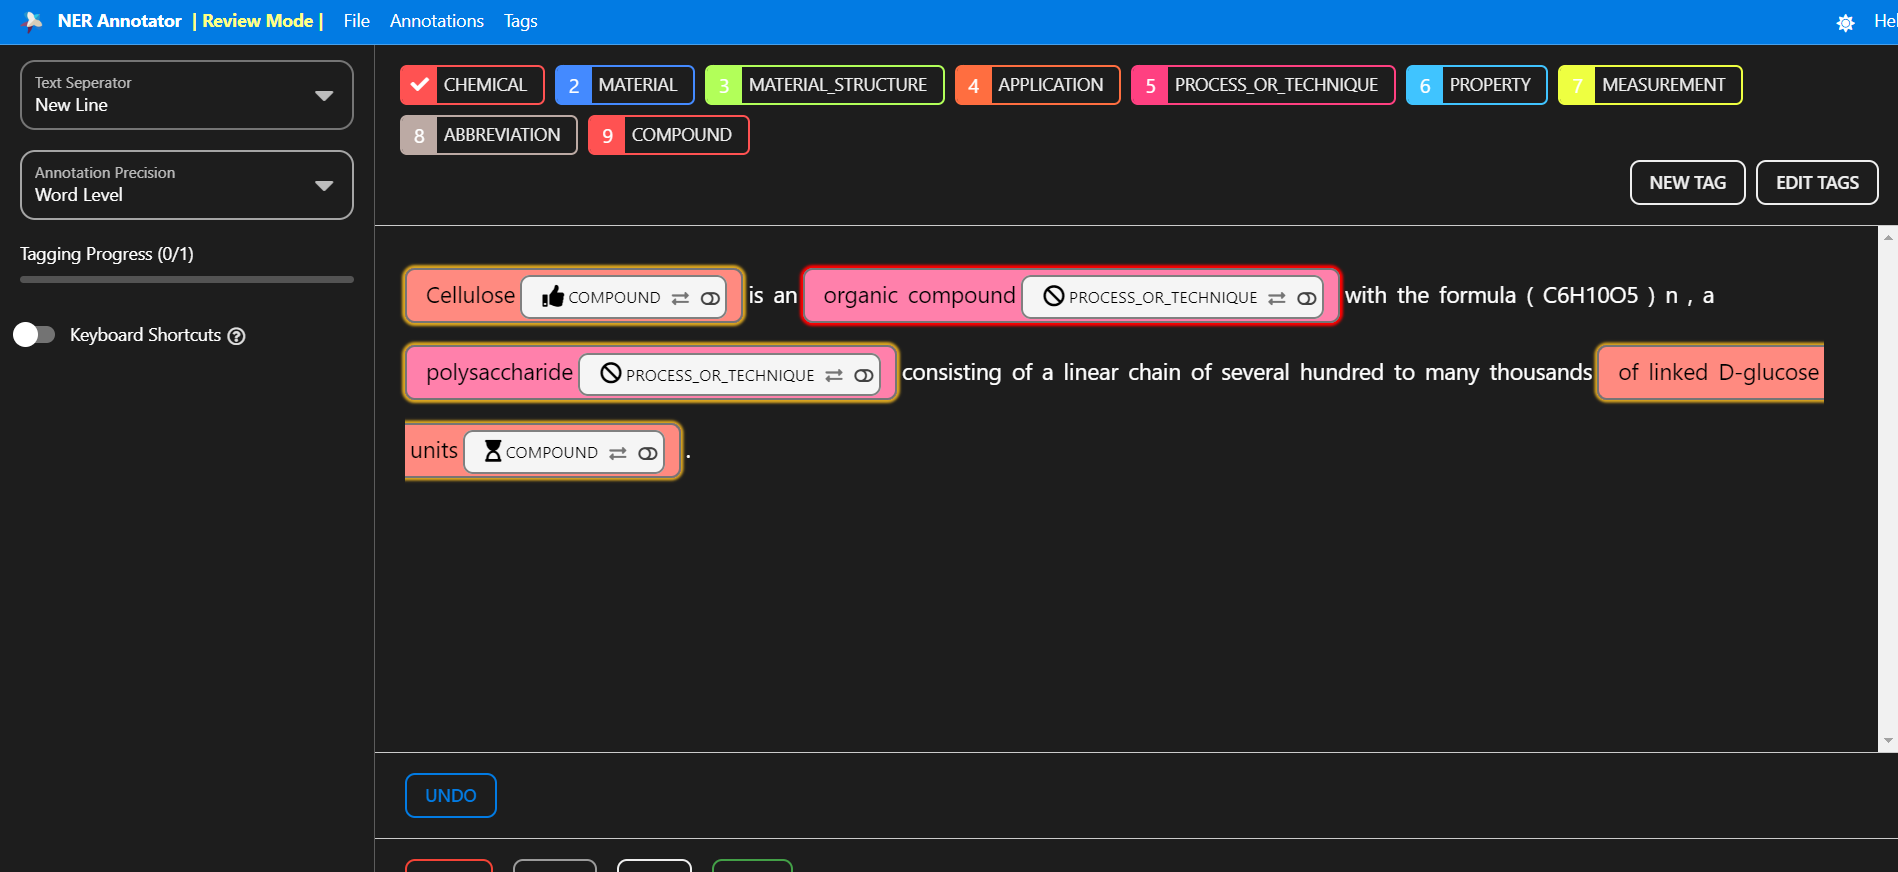 NER Annotator | Review Mode | File Annotations Tags Hel
Text Seperator
New Line
Annotation Precision
Word Level
Tagging Progress (0/1)
Keyboard Shortcuts ?
CHEMICAL 2 MATERIAL 3 MATERIAL_STRUCTURE 4 APPLICATION 5 PROCESS_OR_TECHNIQUE 6 PROPERTY 7 MEASUREMENT
8 ABBREVIATION 9 COMPOUND
NEW TAG EDIT TAGS
Cellulose COMPOUND is an organic compound PROCESS_OR_TECHNIQUE with the formula ( C6H10O5 ) n , a
polysaccharide PROCESS_OR_TECHNIQUE consisting of a linear chain of several hundred to many thousands of linked D-glucose
units COMPOUND .
UNDO